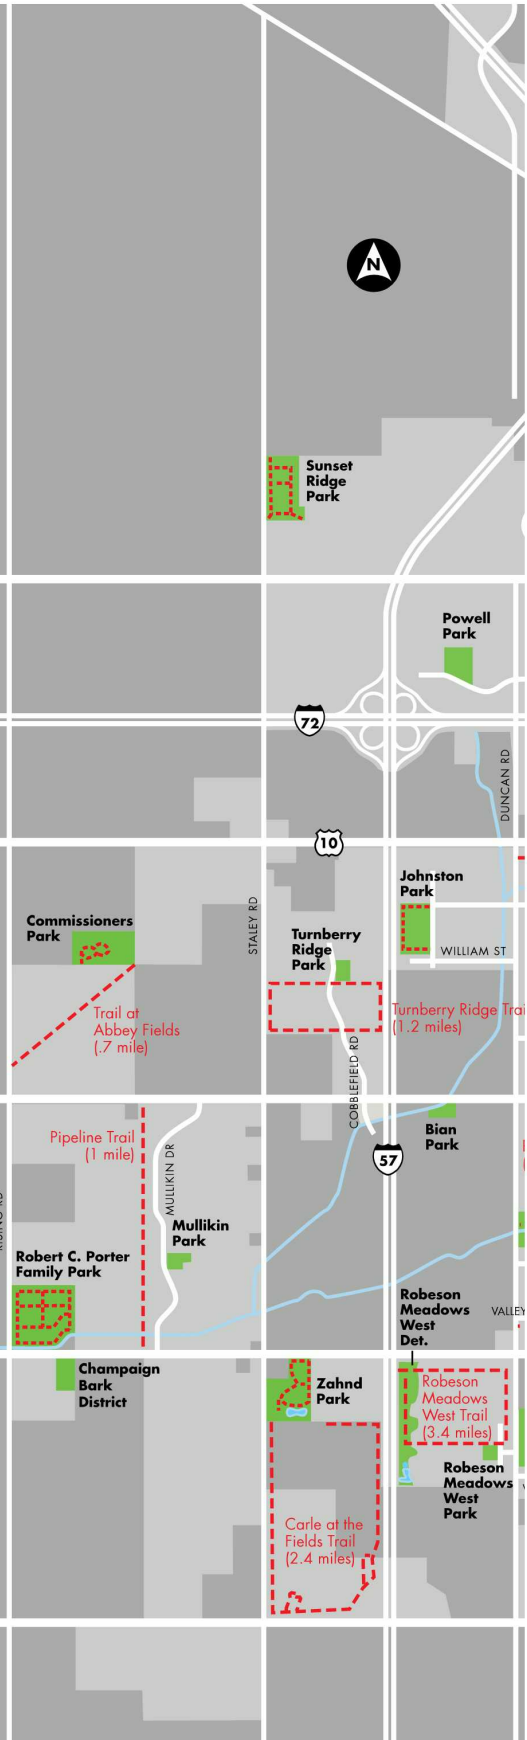 N
Sunset
Ridge
Park
Powell
Park
72
DUNCAN RD
10
Johnston
Park
Commissioners
Park
STALEY RD
Turnberry
Ridge
Park
WILLIAM ST
Trail at
Abbey Fields
(.7 mile)
Turnberry Ridge Trai
(1.2 miles)
COBBLEFIELD RD
Pipeline Trail
(1 mile)
Bian
Park
57
MULLIKIN DR
Mullikin
Park
Robert C. Porter
Family Park
Robeson
Meadows
West
Det.
VALLEY
Champaign
Bark
District
Zahnd
Park
Robeson
Meadows
West Trail
(3.4 miles)
Robeson
Meadows
West
Park
Carle at the
Fields Trail
(2.4 miles)